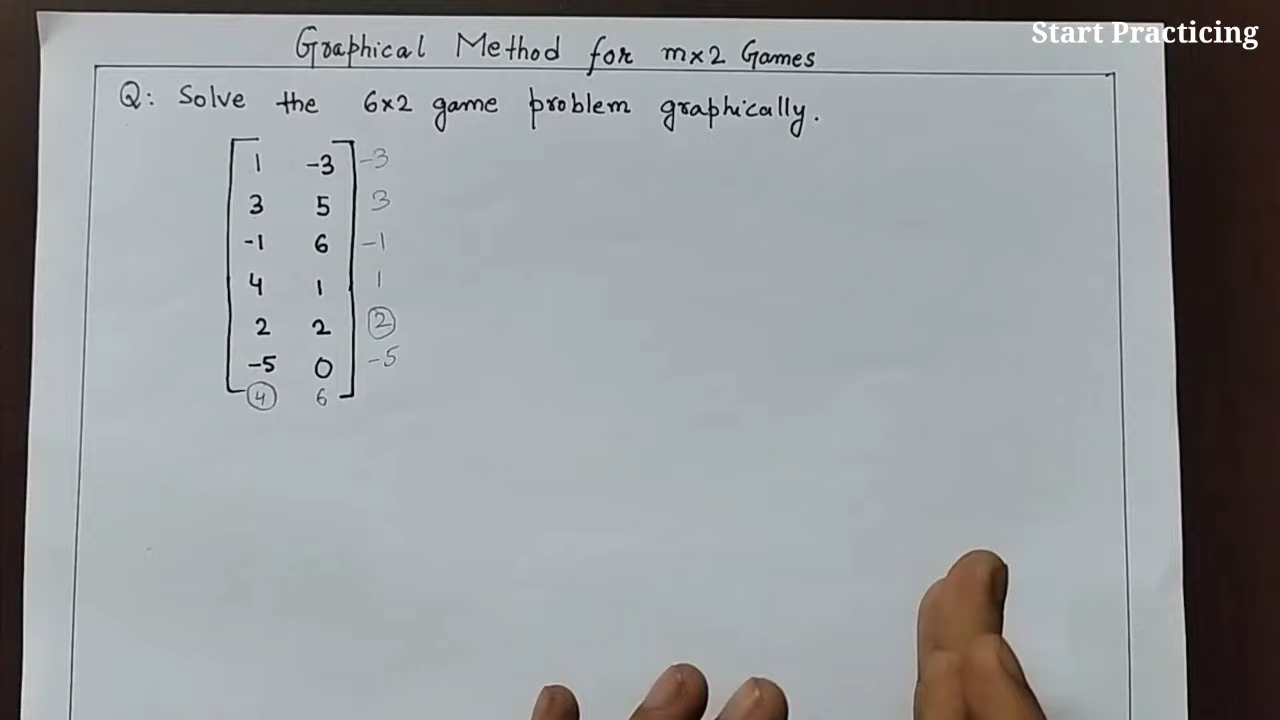 Start Practicing
Graphical Method for m×2 Games
Q: Solve the 6×2 game problem graphically.
1 -3 -3
3 5 3
-1 6 -1
4 1 1
2 2 2
-5 0 -5
4 6